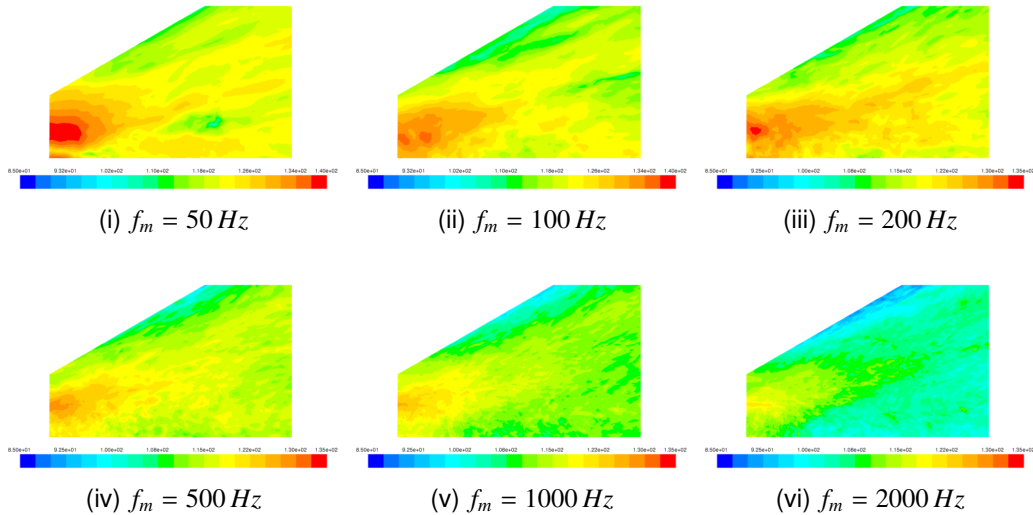 8.50e+01 9.32e+01 1.02e+02 1.10e+02 1.18e+02 1.26e+02 1.34e+02 1.40e+02
8.50e+01 9.32e+01 1.02e+02 1.10e+02 1.18e+02 1.26e+02 1.34e+02 1.40e+02
8.50e+01 9.25e+01 1.00e+02 1.08e+02 1.15e+02 1.22e+02 1.30e+02 1.35e+02
(i) f_m = 50 Hz
(ii) f_m = 100 Hz
(iii) f_m = 200 Hz
8.50e+01 9.25e+01 1.00e+02 1.08e+02 1.15e+02 1.22e+02 1.30e+02 1.35e+02
8.50e+01 9.25e+01 1.00e+02 1.08e+02 1.15e+02 1.22e+02 1.30e+02 1.35e+02
8.50e+01 9.25e+01 1.00e+02 1.08e+02 1.15e+02 1.22e+02 1.30e+02 1.35e+02
(iv) f_m = 500 Hz
(v) f_m = 1000 Hz
(vi) f_m = 2000 Hz